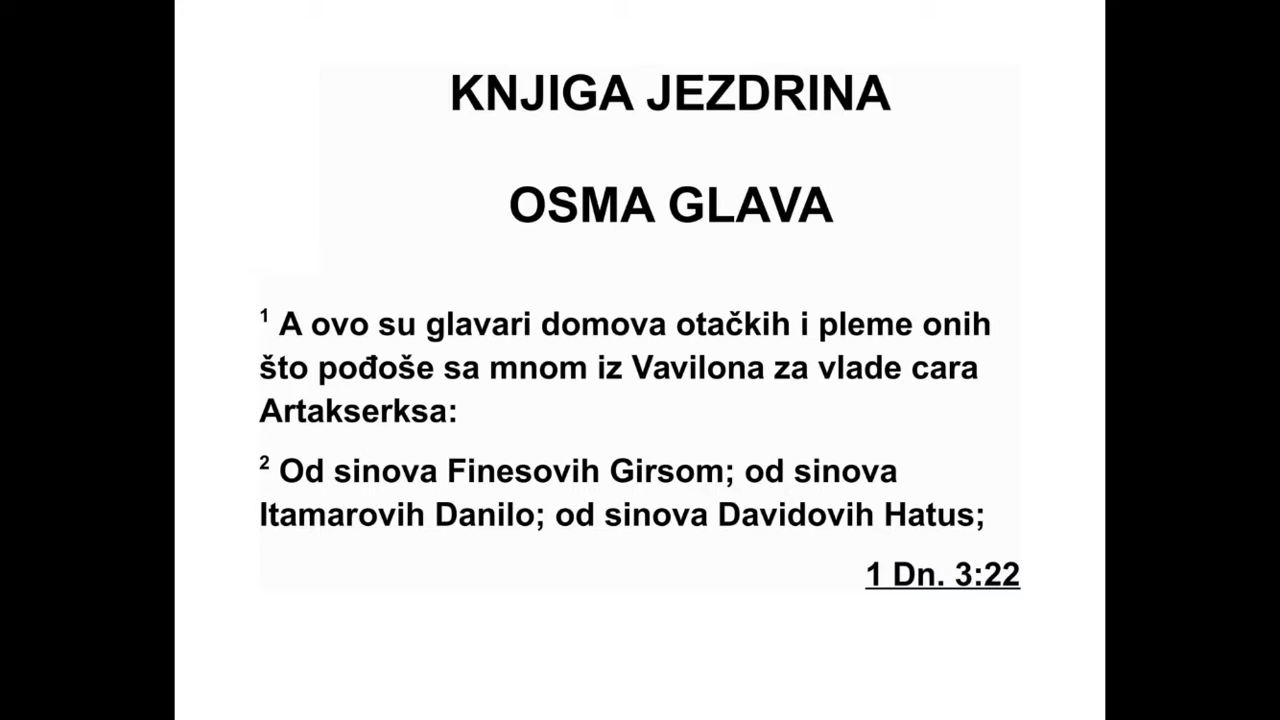 KNJIGA JEZDRINA
OSMA GLAVA
1 A ovo su glavari domova otačkih i pleme onih
što pođoše sa mnom iz Vavilona za vlade cara
Artakserksa:
2 Od sinova Finesovih Girsom; od sinova
Itamarovih Danilo; od sinova Davidovih Hatus;
1 Dn. 3:22